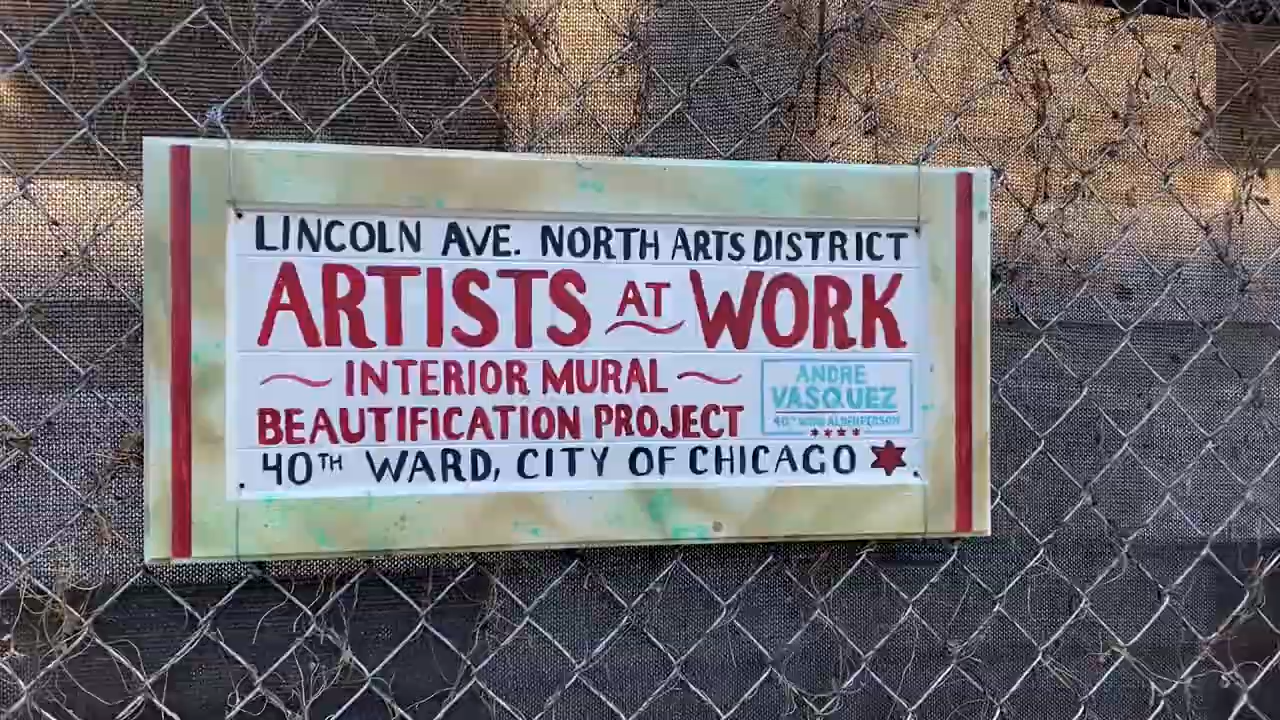 LINCOLN AVE. NORTH ARTS DISTRICT
ARTISTS AT WORK
INTERIOR MURAL
BEAUTIFICATION PROJECT
ANDRE
VASQUEZ
40TH WARD ALDERPERSON
40TH WARD, CITY OF CHICAGO